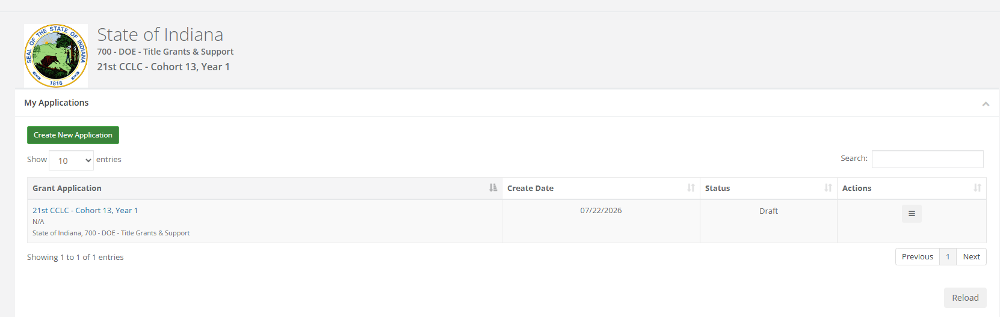 SEAL OF THE STATE OF INDIANA
1816
State of Indiana
700 - DOE - Title Grants & Support
21st CCLC - Cohort 13, Year 1
My Applications
Create New Application
Show 10 entries
Search:
Grant Application Create Date Status Actions
21st CCLC - Cohort 13, Year 1 07/22/2026 Draft
N/A
State of Indiana, 700 - DOE - Title Grants & Support
Showing 1 to 1 of 1 entries
Previous 1 Next
Reload